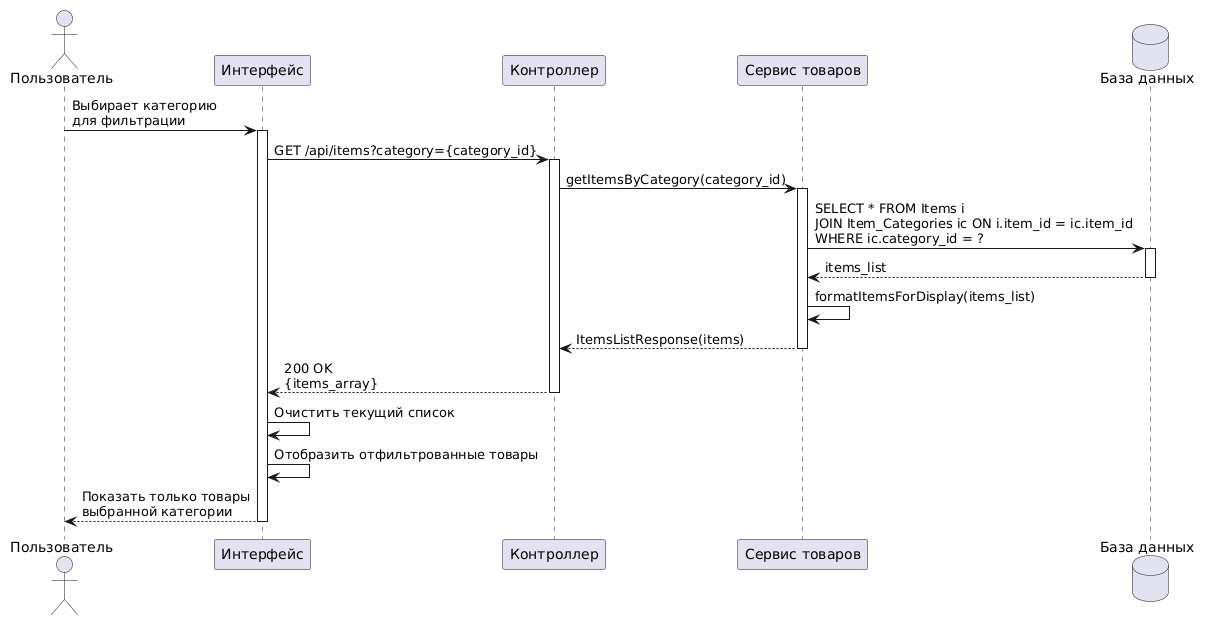 Пользователь
Интерфейс
Контроллер
Сервис товаров
База данных
Выбирает категорию
для фильтрации
GET /api/items?category={category_id}
getItemsByCategory(category_id)
SELECT * FROM Items i
JOIN Item_Categories ic ON i.item_id = ic.item_id
WHERE ic.category_id = ?
items_list
formatItemsForDisplay(items_list)
ItemsListResponse(items)
200 OK
{items_array}
Очистить текущий список
Отобразить отфильтрованные товары
Показать только товары
выбранной категории
Пользователь
Интерфейс
Контроллер
Сервис товаров
База данных